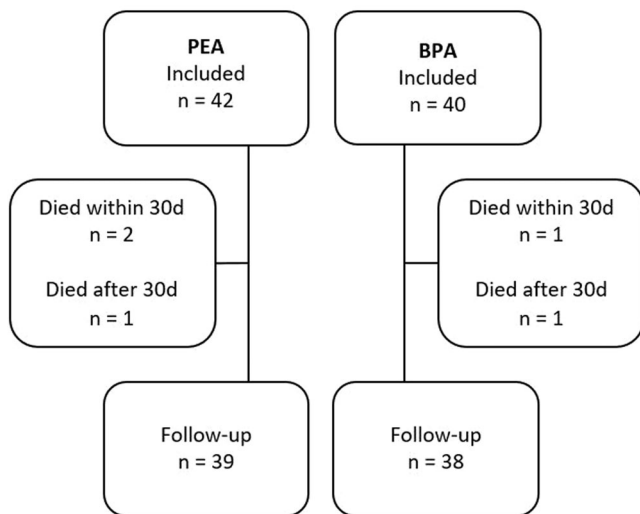 PEA
Included
n = 42
BPA
Included
n = 40
Died within 30d
n = 2
Died after 30d
n = 1
Died within 30d
n = 1
Died after 30d
n = 1
Follow-up
n = 39
Follow-up
n = 38